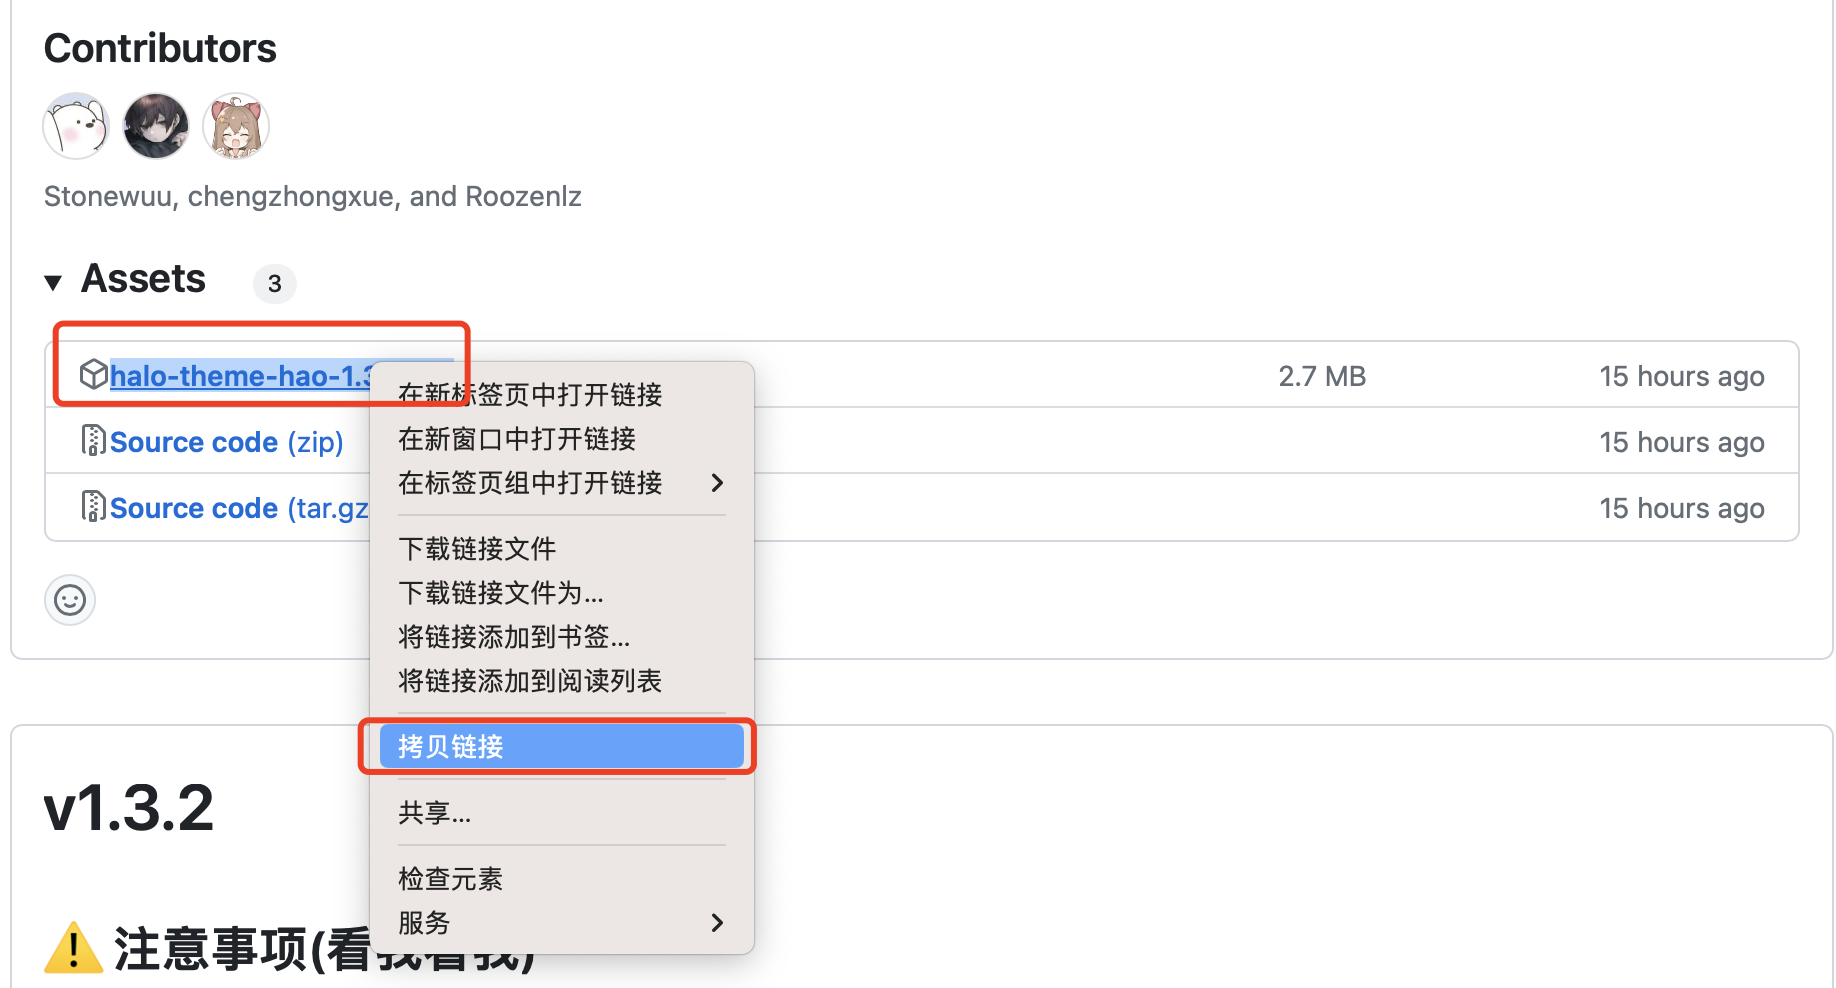 Contributors
Stonewuu, chengzhongxue, and Roozenlz
Assets 3
halo-theme-hao-1.3 2.7 MB 15 hours ago
Source code (zip) 15 hours ago
Source code (tar.gz 15 hours ago
在新标签页中打开链接
在新窗口中打开链接
在标签页组中打开链接
下载链接文件
下载链接文件为...
将链接添加到书签...
将链接添加到阅读列表
拷贝链接
共享...
检查元素
服务
v1.3.2
注意事项(看我看我)